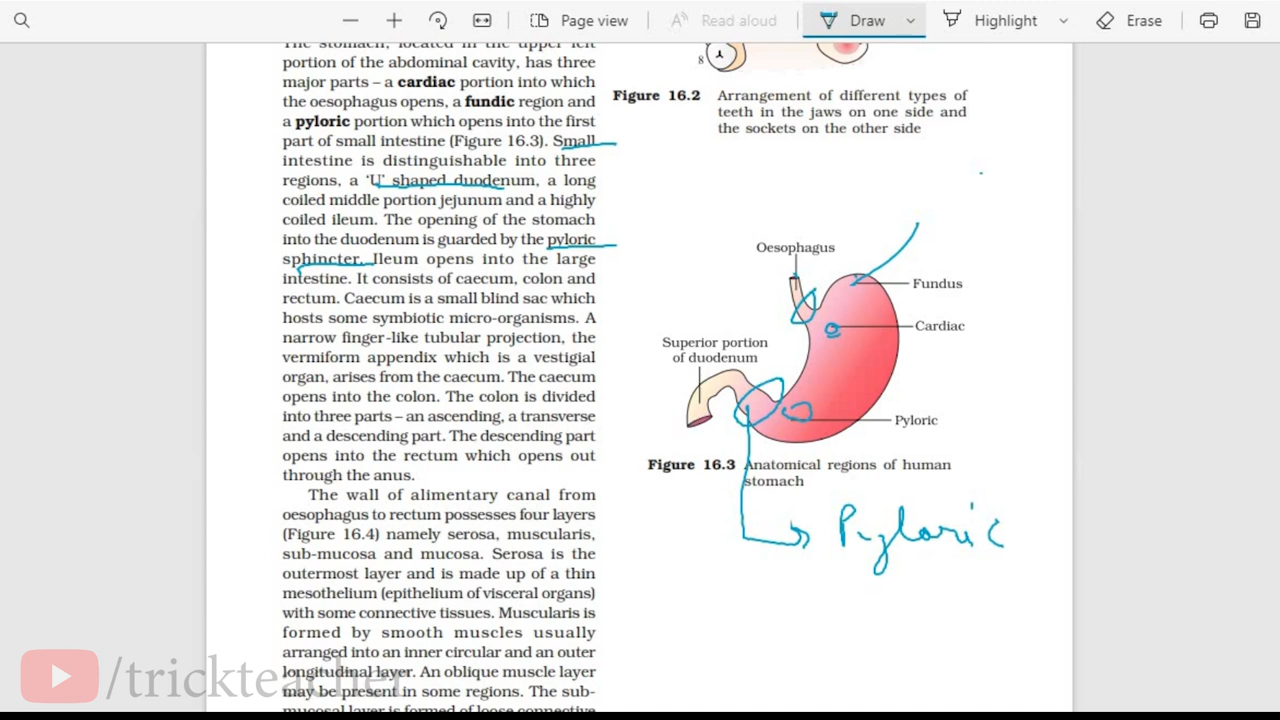 Page view
Read aloud
Draw
Highlight
Erase
The stomach, located in the upper left
portion of the abdominal cavity, has three
major parts – a cardiac portion into which
the oesophagus opens, a fundic region and
a pyloric portion which opens into the first
part of small intestine (Figure 16.3). Small
intestine is distinguishable into three
regions, a ‘U’ shaped duodenum, a long
coiled middle portion jejunum and a highly
coiled ileum. The opening of the stomach
into the duodenum is guarded by the pyloric
sphincter. Ileum opens into the large
intestine. It consists of caecum, colon and
rectum. Caecum is a small blind sac which
hosts some symbiotic micro-organisms. A
narrow finger-like tubular projection, the
vermiform appendix which is a vestigial
organ, arises from the caecum. The caecum
opens into the colon. The colon is divided
into three parts – an ascending, a transverse
and a descending part. The descending part
opens into the rectum which opens out
through the anus.
The wall of alimentary canal from
oesophagus to rectum possesses four layers
(Figure 16.4) namely serosa, muscularis,
sub-mucosa and mucosa. Serosa is the
outermost layer and is made up of a thin
mesothelium (epithelium of visceral organs)
with some connective tissues. Muscularis is
formed by smooth muscles usually
arranged into an inner circular and an outer
longitudinal layer. An oblique muscle layer
may be present in some regions. The sub-
mucosal layer is formed of loose connective
8
Figure 16.2 Arrangement of different types of
teeth in the jaws on one side and
the sockets on the other side
Oesophagus
Fundus
Cardiac
Superior portion
of duodenum
Pyloric
Figure 16.3 Anatomical regions of human
stomach
Pyloric
/trickteacher